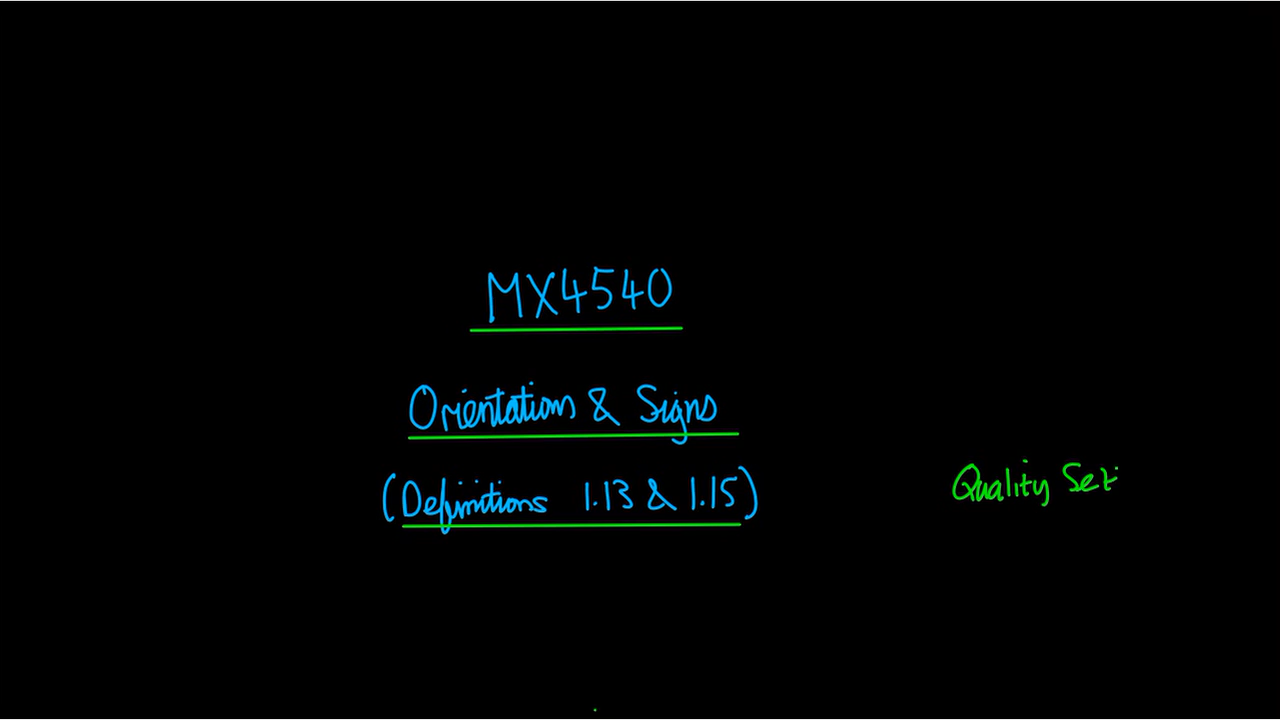 MX4540
Orientation & Signs
(Definitions 1.13 & 1.15)
Quality Set